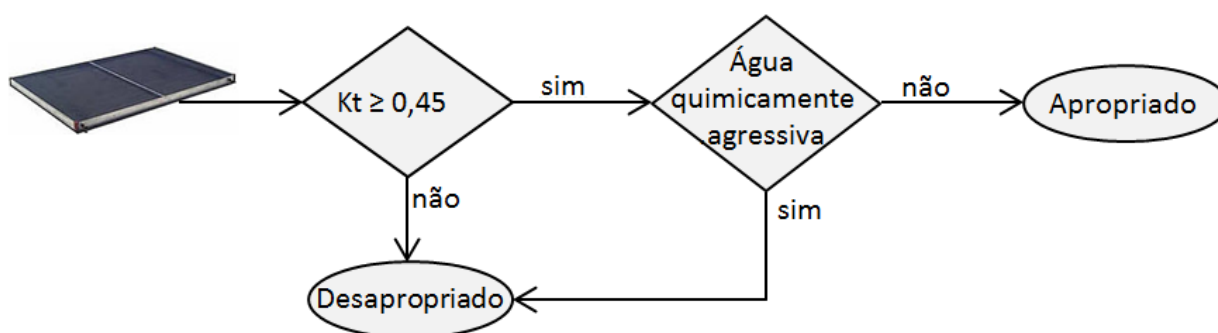 Kt ≥ 0,45
sim
Água
quimicamente
agressiva
não
Apropriado
não
sim
Desapropriado